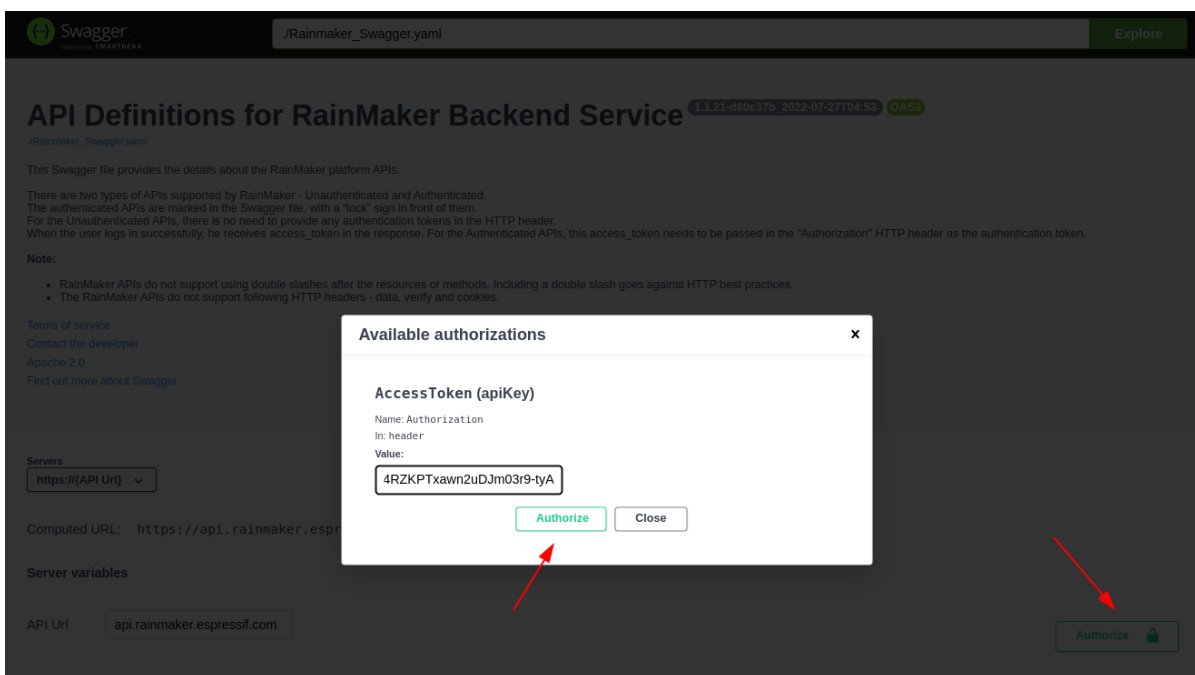 Swagger.
Supported by SMARTBEAR
./Rainmaker_Swagger.yaml
Explore
API Definitions for RainMaker Backend Service 1.1.21-d60c37b_2022-07-27T04:53 OAS3
./Rainmaker_Swagger.yaml
This Swagger file provides the details about the RainMaker platform APIs.
There are two types of APIs supported by RainMaker - Unauthenticated and Authenticated.
The authenticated APIs are marked in the Swagger file, with a "lock" sign in front of them.
For the Unauthenticated APIs, there is no need to provide any authentication tokens in the HTTP header.
When the user logs in successfully, he receives access_token in the response. For the Authenticated APIs, this access_token needs to be passed in the "Authorization" HTTP header as the authentication token.
Note:
RainMaker APIs do not support using double slashes after the resources or methods. Including a double slash goes against HTTP best practices.
The RainMaker APIs do not support following HTTP headers - data, verify and cookies.
Terms of service
Contact the developer
Apache 2.0
Find out more about Swagger
Available authorizations
x
AccessToken (apiKey)
Name: Authorization
In: header
Value:
4RZKPTxawn2uDJm03r9-tyA
Authorize
Close
Servers
https://{API Url}
Computed URL: https://api.rainmaker.espr
Server variables
API Url
api.rainmaker.espressif.com
Authorize